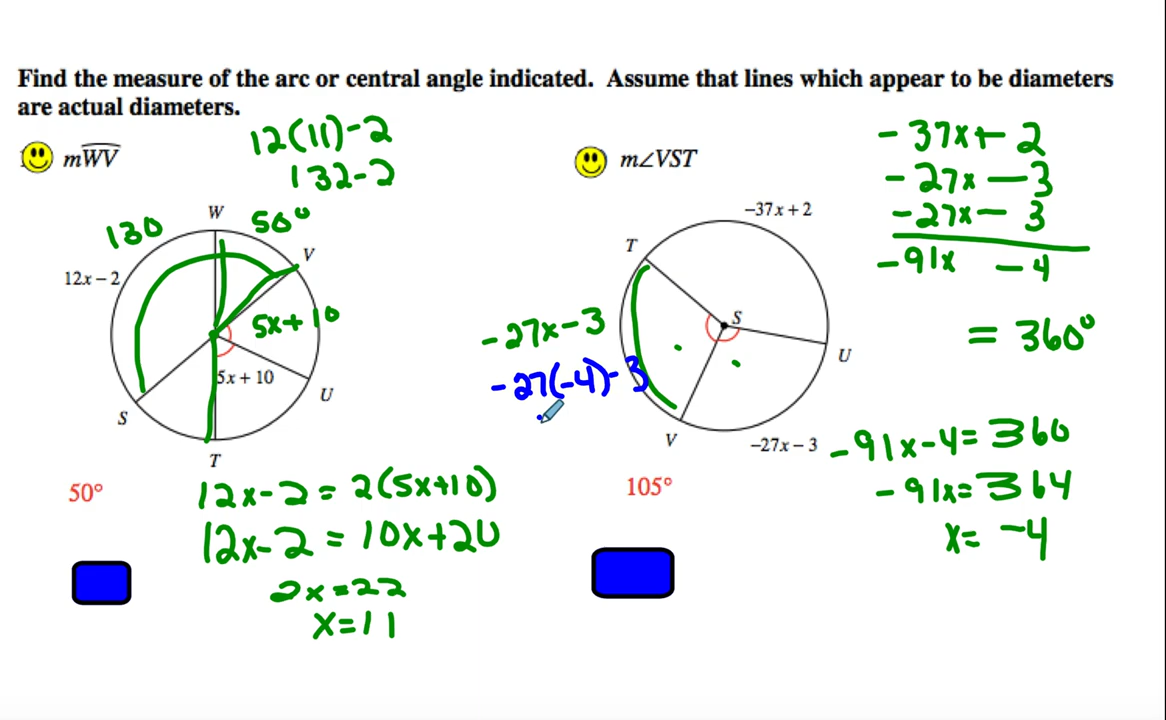 Find the measure of the arc or central angle indicated. Assume that lines which appear to be diameters
are actual diameters.
mWV
12(11)-2
132-2
130
W
50°
V
12x – 2
5x+10
5x + 10
U
S
T
12x-2=2(5x+10)
50°
12x-2=10x+20
2x=22
x=11
m∠VST
-37x+2
-27x-3
-27x-3
-91x -4
= 360°
–37x + 2
T
S
-27x-3
U
-27(-4)-3
V
–27x – 3
-91x-4=360
105°
-91x=364
x=-4